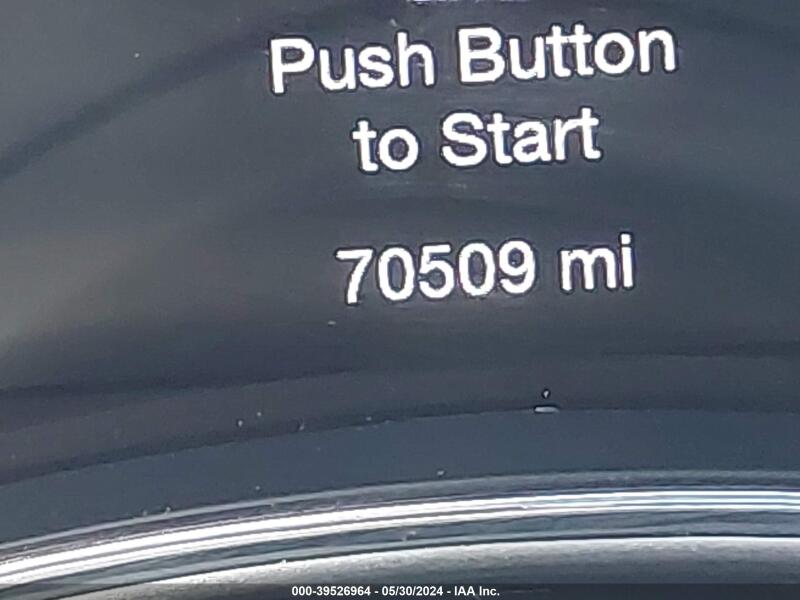 Push Button
to Start
70509 mi
000-39526964 - 05/30/2024 - IAA Inc.